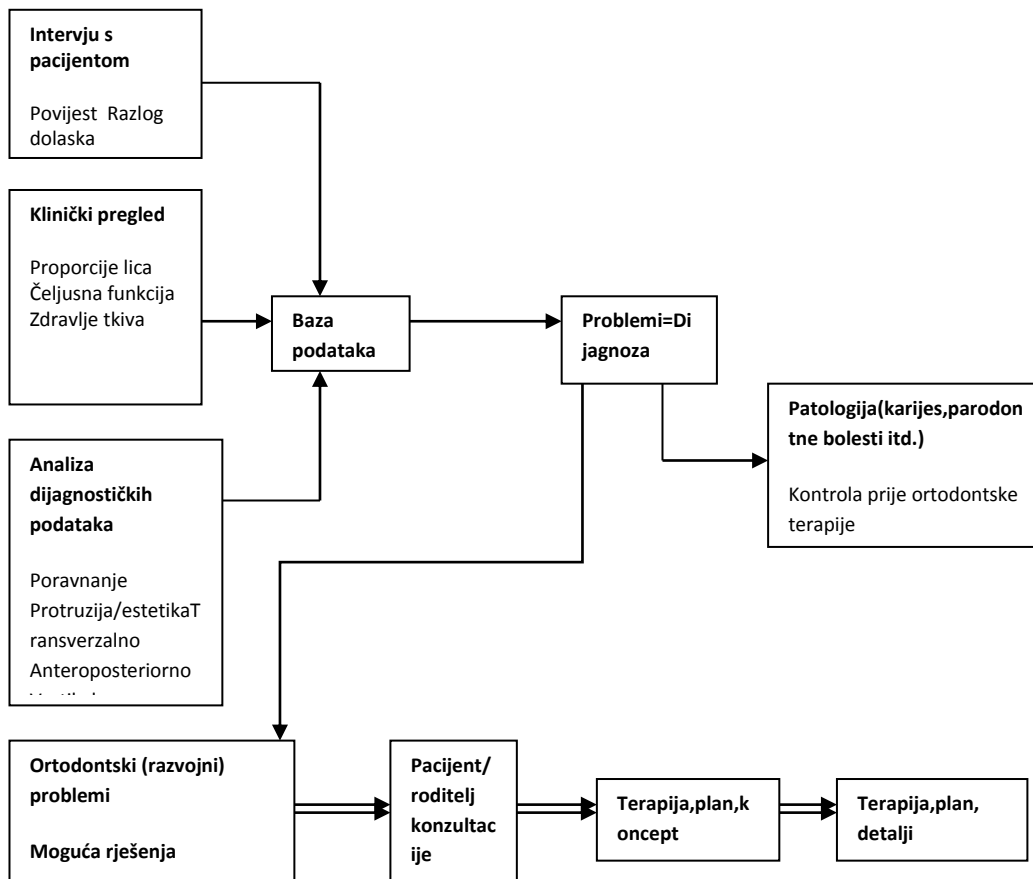 Intervju s
pacijentom
Povijest Razlog
dolaska
Klinički pregled
Proporcije lica
Čeljusna funkcija
Zdravlje tkiva
Baza
podataka
Problemi=Di
jagnoza
Patologija(karijes,parodon
tne bolesti itd.)
Kontrola prije ortodontske
terapije
Analiza
dijagnostičkih
podataka
Poravnanje
Protruzija/estetikaT
ransverzalno
Anteroposteriorno
Ortodontski (razvojni)
problemi
Moguća rješenja
Pacijent/
roditelj
konzultac
ije
Terapija,plan,k
oncept
Terapija,plan,
detalji